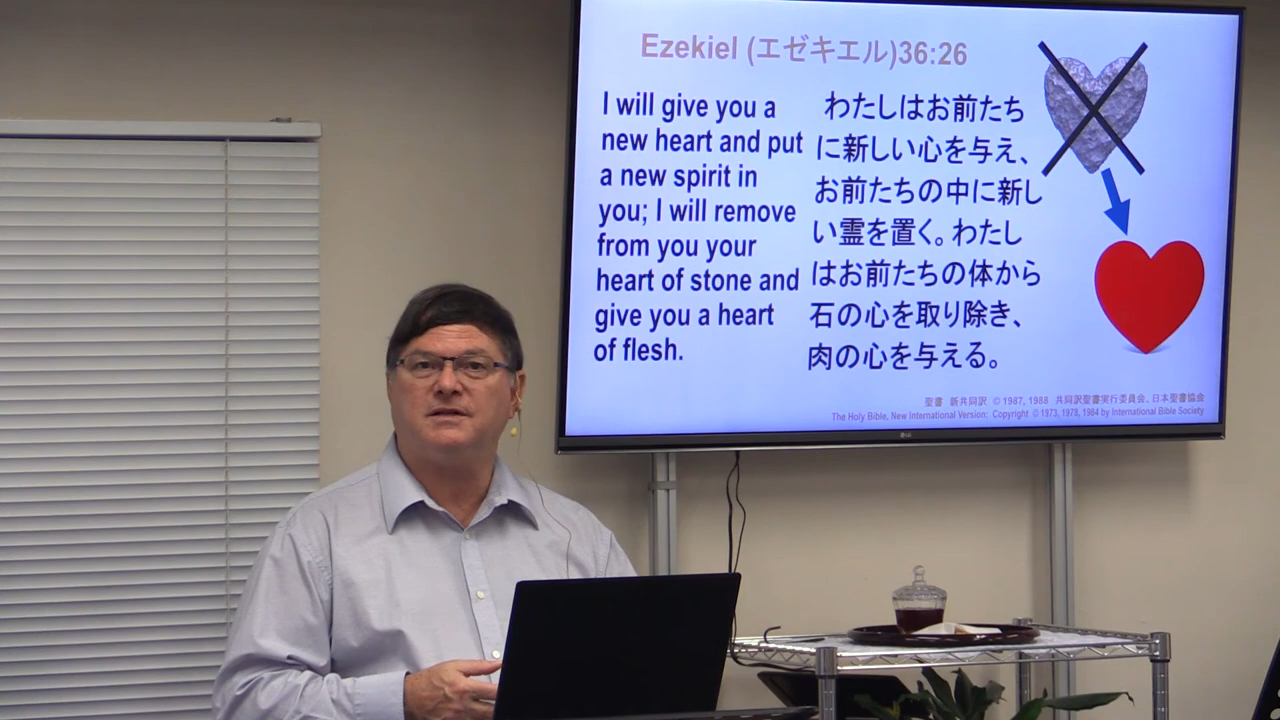 Ezekiel (エゼキエル)36:26
I will give you a
new heart and put
a new spirit in
you; I will remove
from you your
heart of stone and
give you a heart
of flesh.
わたしはお前たち
に新しい心を与え、
お前たちの中に新し
い霊を置く。わたし
はお前たちの体から
石の心を取り除き、
肉の心を与える。
聖書 新共同訳 © 1987, 1988 共同訳聖書実行委員会、日本聖書協会
The Holy Bible, New International Version: Copyright © 1973, 1978, 1984 by International Bible Society
LG